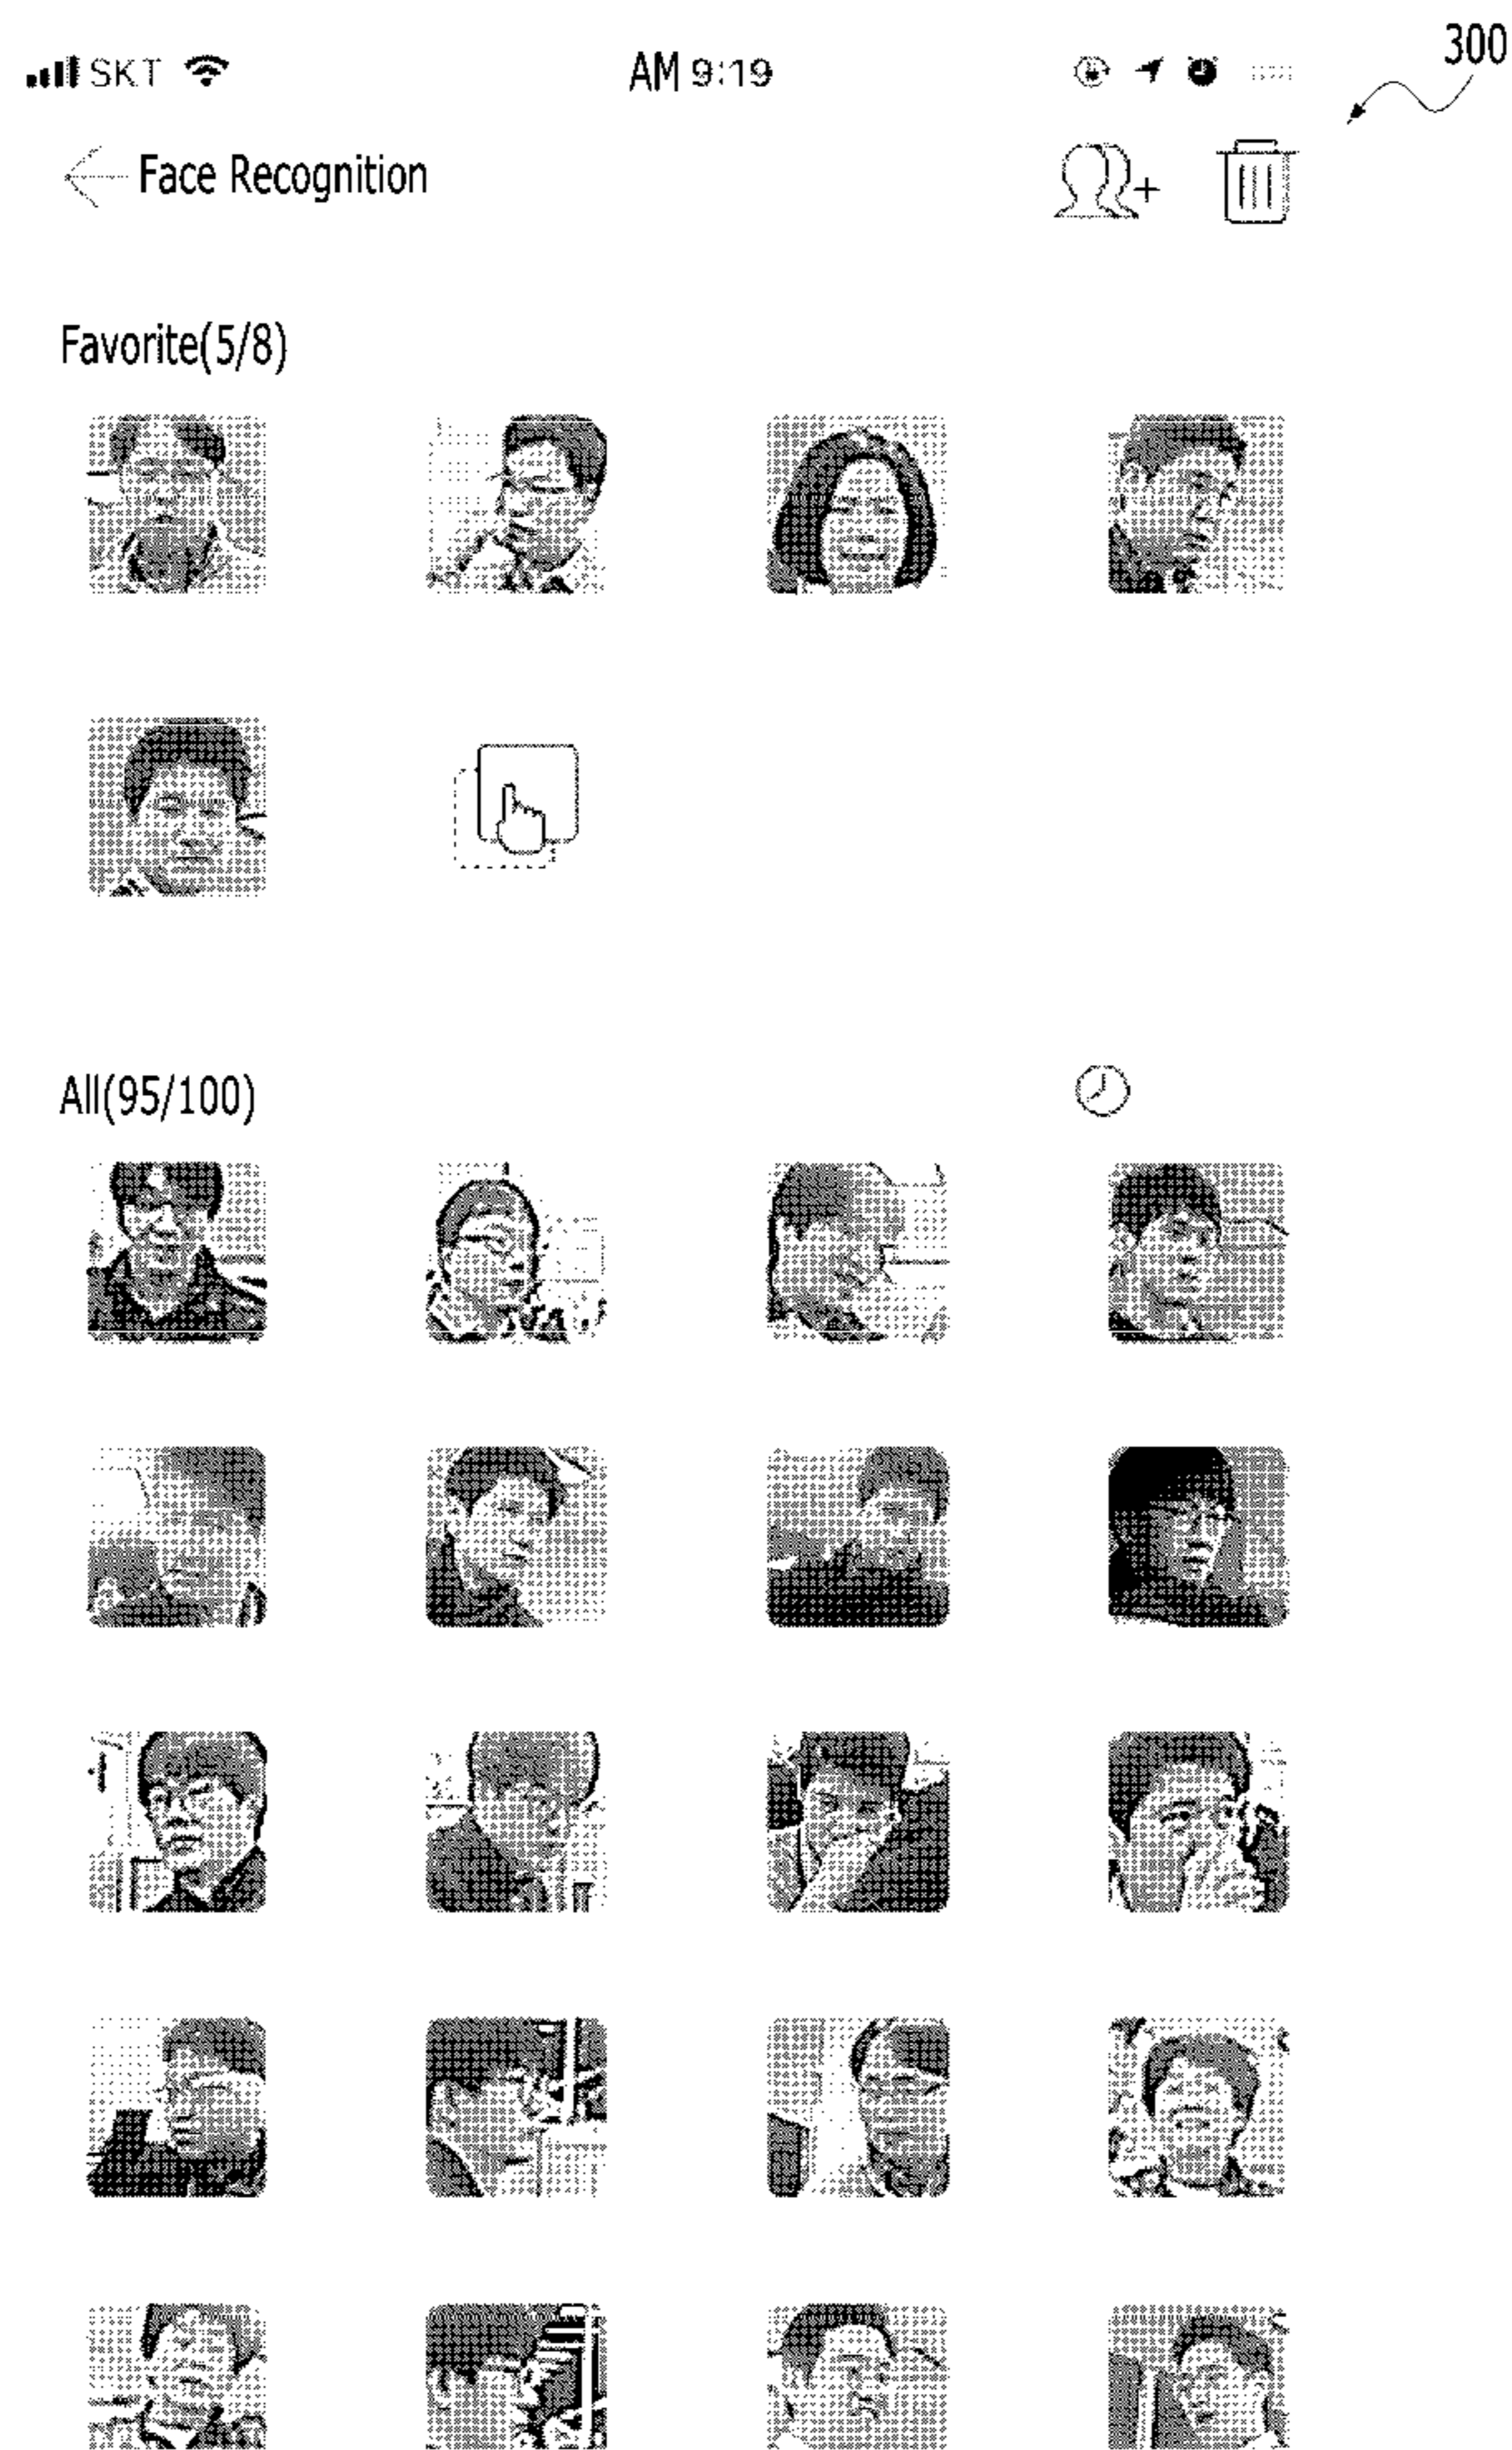 300
SKT AM 9:19
Face Recognition
Favorite(5/8)
All(95/100)